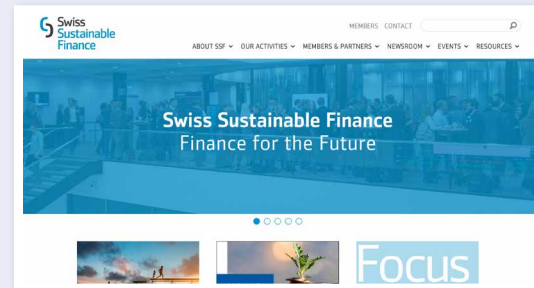 Swiss
Sustainable
Finance
MEMBERS CONTACT
ABOUT SSF OUR ACTIVITIES MEMBERS & PARTNERS NEWSROOM EVENTS RESOURCES
Swiss Sustainable Finance
Finance for the Future
Focus